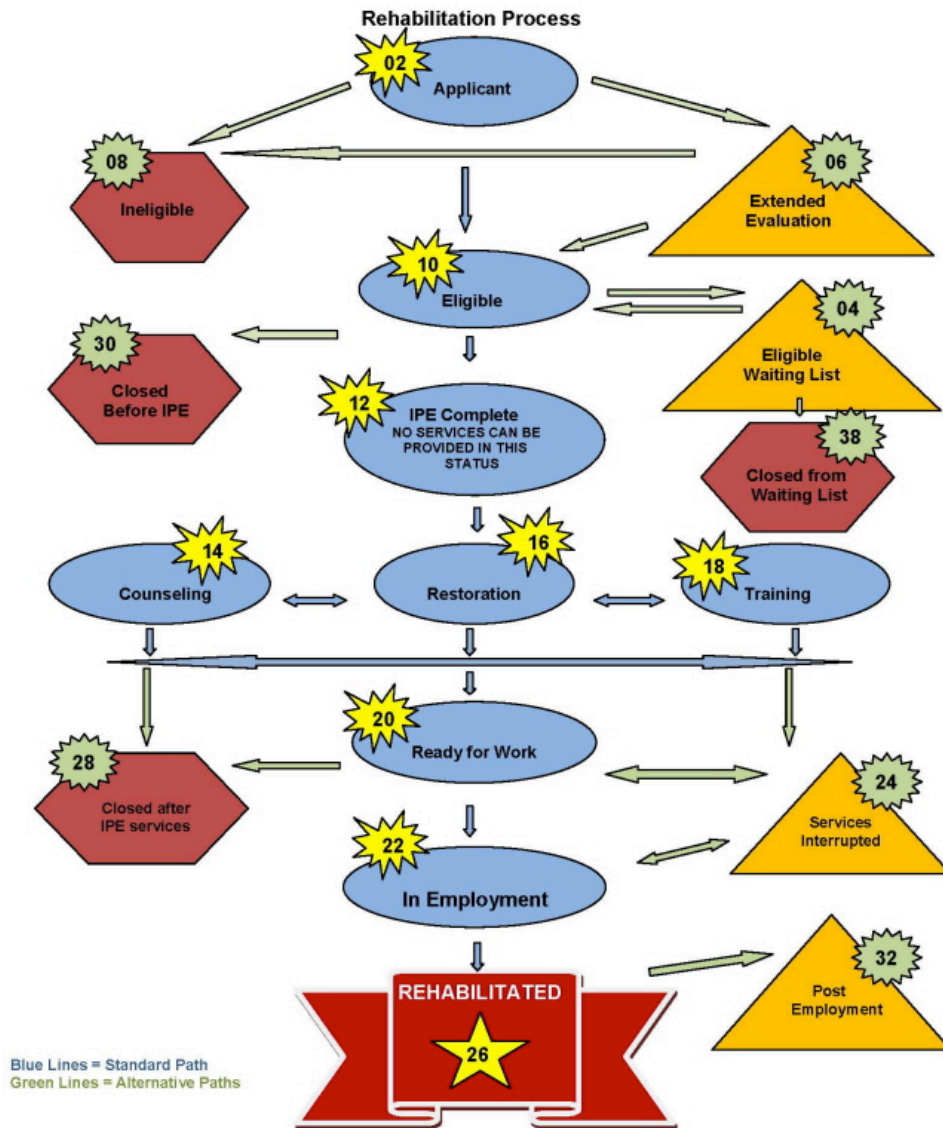 Rehabilitation Process
02
Applicant
08
Ineligible
06
Extended
Evaluation
10
Eligible
04
Eligible
Waiting List
30
Closed
Before IPE
12
IPE Complete
NO SERVICES CAN BE
PROVIDED IN THIS
STATUS
38
Closed from
Waiting List
14
Counseling
16
Restoration
18
Training
20
Ready for Work
28
Closed after
IPE services
24
Services
Interrupted
22
In Employment
32
Post
Employment
REHABILITATED
26
Blue Lines = Standard Path
Green Lines = Alternative Paths